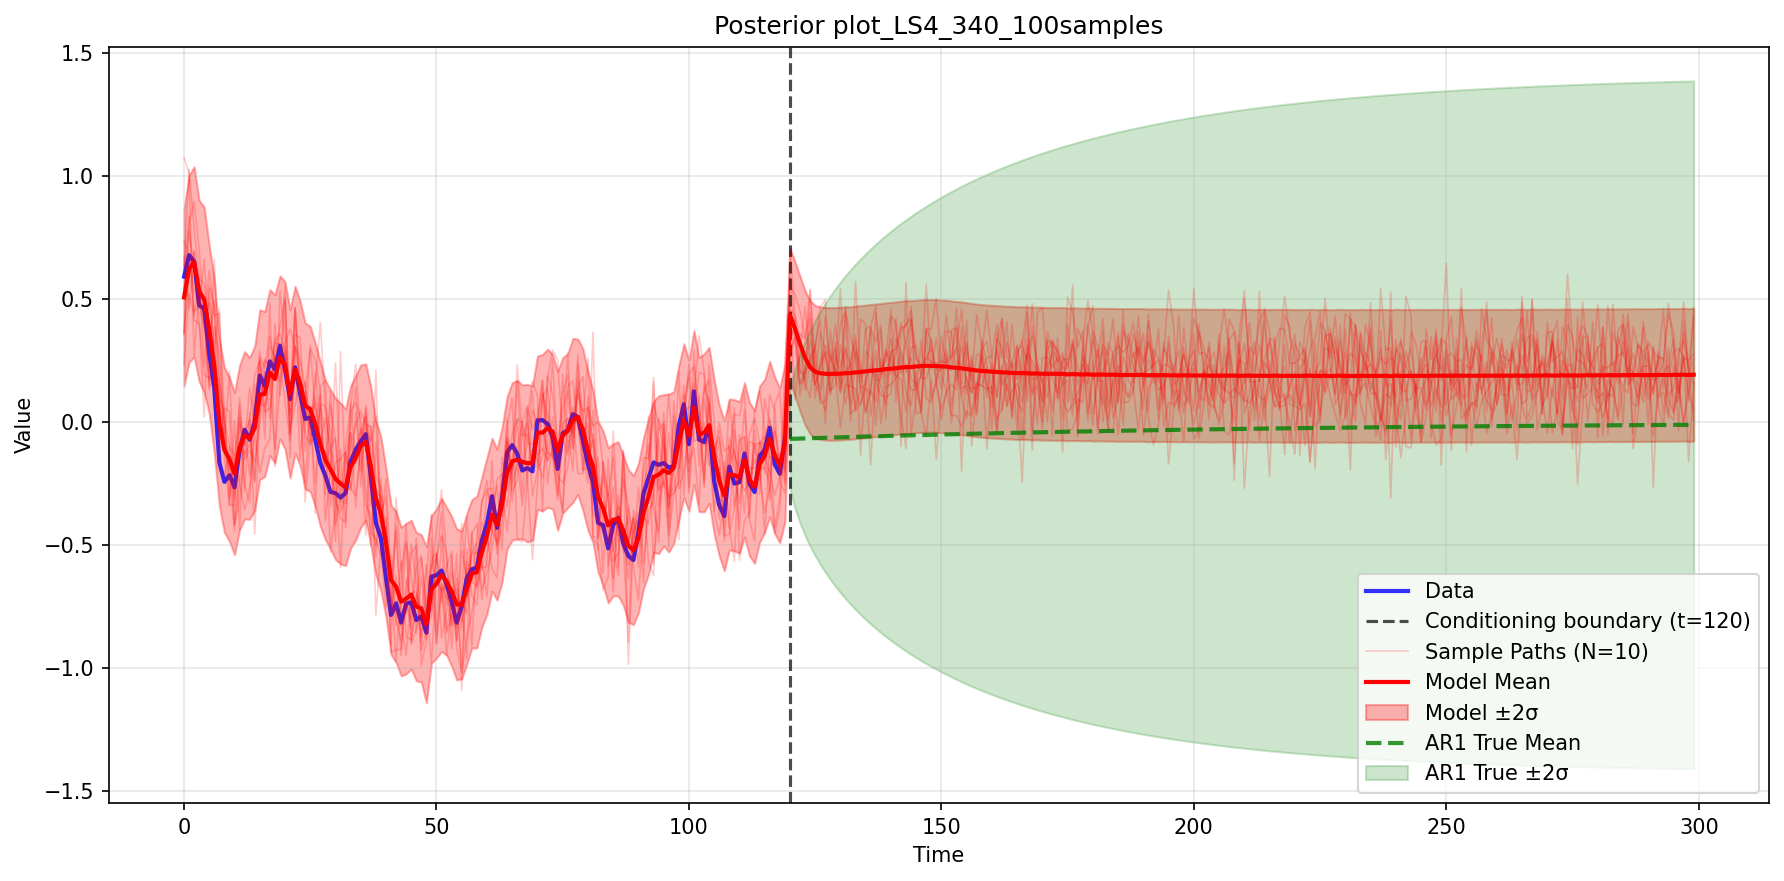 Posterior plot_LS4_340_100samples
Value
1.5
1.0
0.5
0.0
−0.5
−1.0
−1.5
0
50
100
150
200
250
300
Time
Data
Conditioning boundary (t=120)
Sample Paths (N=10)
Model Mean
Model ±2σ
AR1 True Mean
AR1 True ±2σ